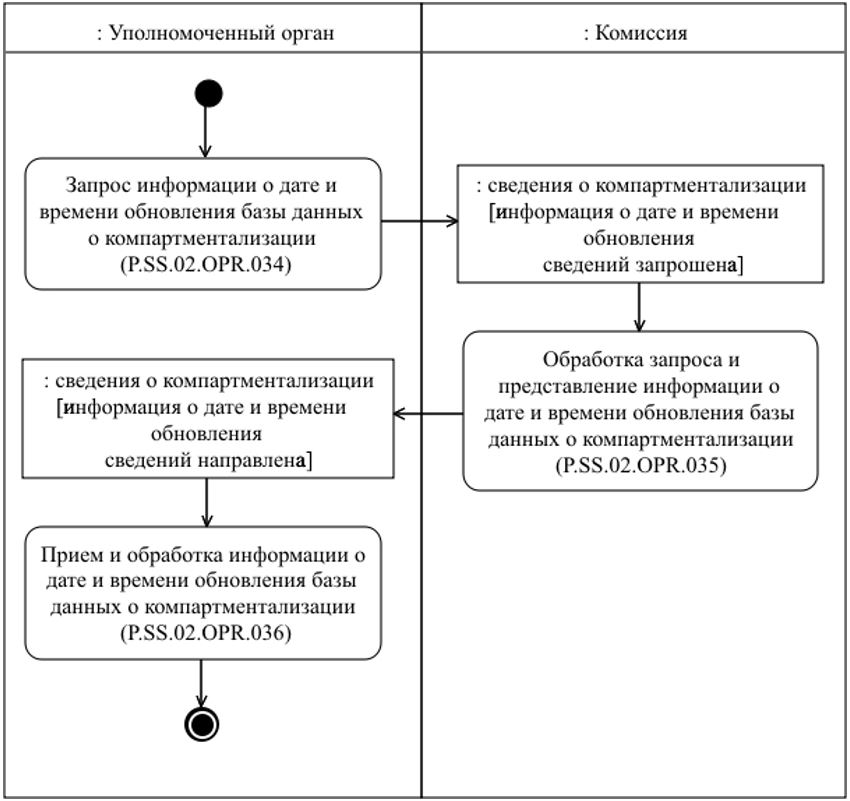 : Уполномоченный орган
: Комиссия
Запрос информации о дате и
времени обновления базы данных
о компартментализации
(P.SS.02.OPR.034)
: сведения о компартментализации
[информация о дате и времени
обновления
сведений запрошена]
Обработка запроса и
представление информации о
дате и времени обновления базы
данных о компартментализации
(P.SS.02.OPR.035)
: сведения о компартментализации
[информация о дате и времени
обновления
сведений направлена]
Прием и обработка информации о
дате и времени обновления базы
данных о компартментализации
(P.SS.02.OPR.036)